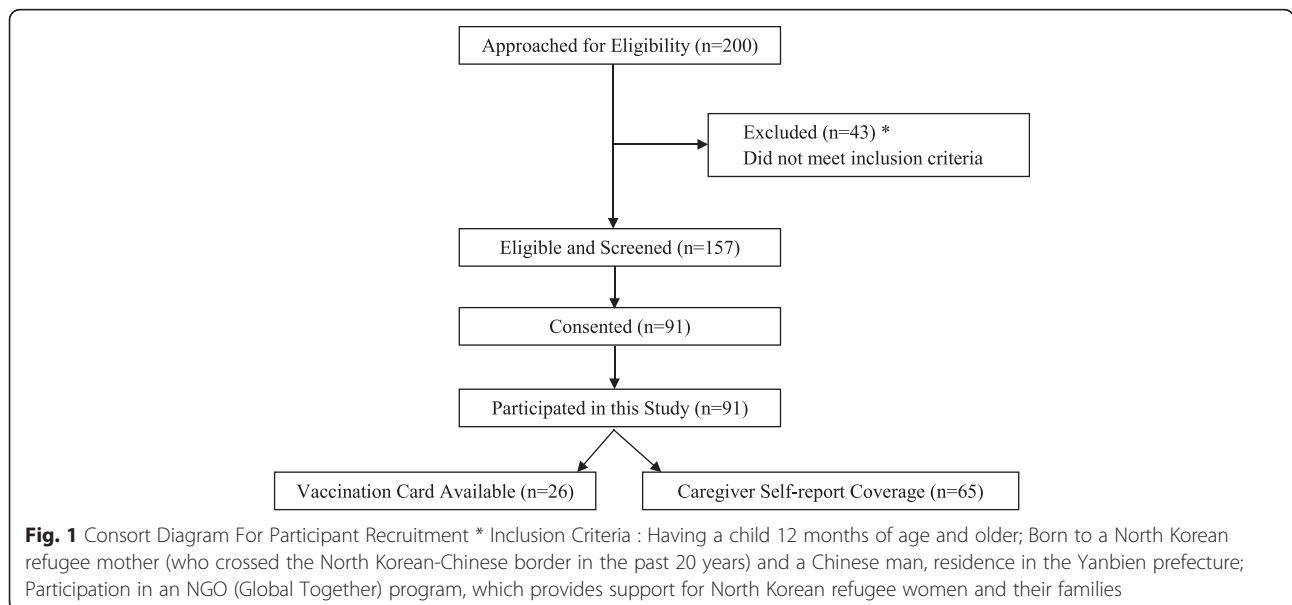 Approached for Eligibility (n=200)
Excluded (n=43) *
Did not meet inclusion criteria
Eligible and Screened (n=157)
Consented (n=91)
Participated in this Study (n=91)
Vaccination Card Available (n=26)
Caregiver Self-report Coverage (n=65)
Fig. 1 Consort Diagram For Participant Recruitment * Inclusion Criteria : Having a child 12 months of age and older; Born to a North Korean
refugee mother (who crossed the North Korean-Chinese border in the past 20 years) and a Chinese man, residence in the Yanbien prefecture;
Participation in an NGO (Global Together) program, which provides support for North Korean refugee women and their families